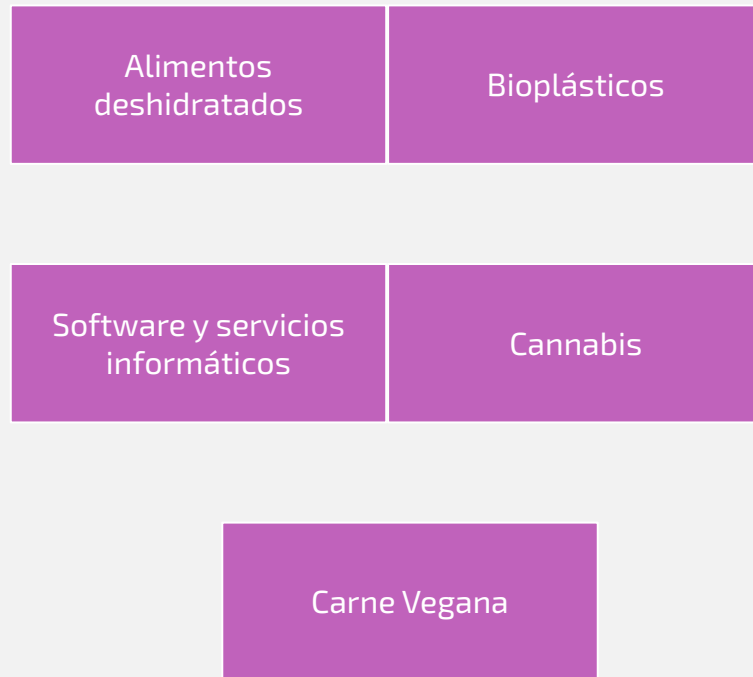 Alimentos
deshidratados
Bioplásticos
Software y servicios
informáticos
Cannabis
Carne Vegana